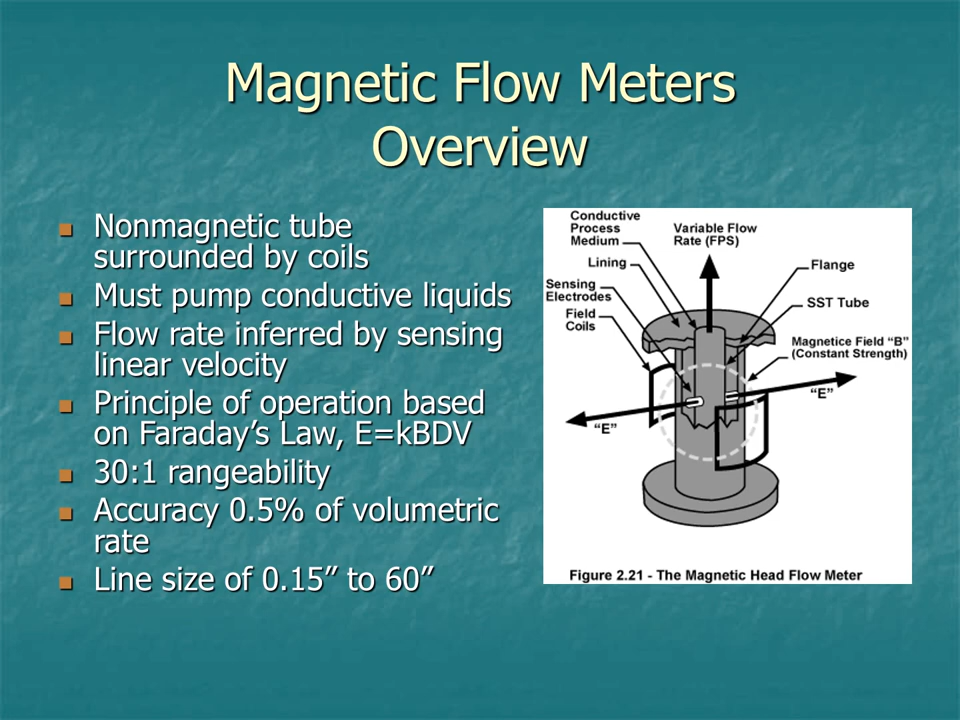 Magnetic Flow Meters
Overview
Nonmagnetic tube
surrounded by coils
Must pump conductive liquids
Flow rate inferred by sensing
linear velocity
Principle of operation based
on Faraday’s Law, E=kBDV
30:1 rangeability
Accuracy 0.5% of volumetric
rate
Line size of 0.15” to 60”
Conductive
Process
Medium
Variable Flow
Rate (FPS)
Lining
Flange
Sensing
Electrodes
SST Tube
Field
Coils
Magnetice Field “B”
(Constant Strength)
“E”
“E”
Figure 2.21 - The Magnetic Head Flow Meter